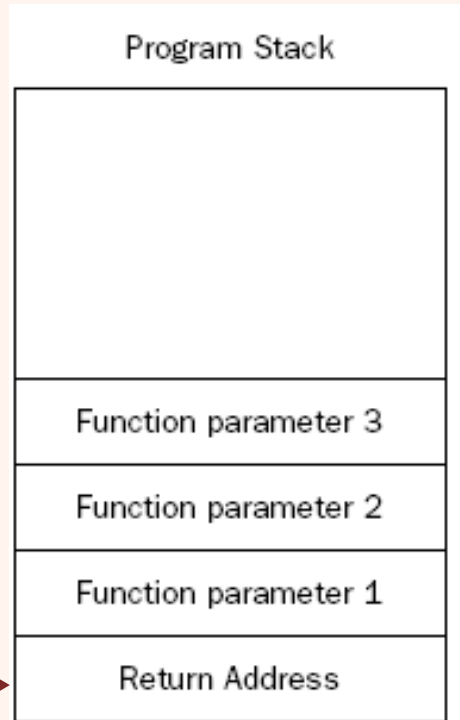 Program Stack
Function parameter 3
Function parameter 2
Function parameter 1
Return Address